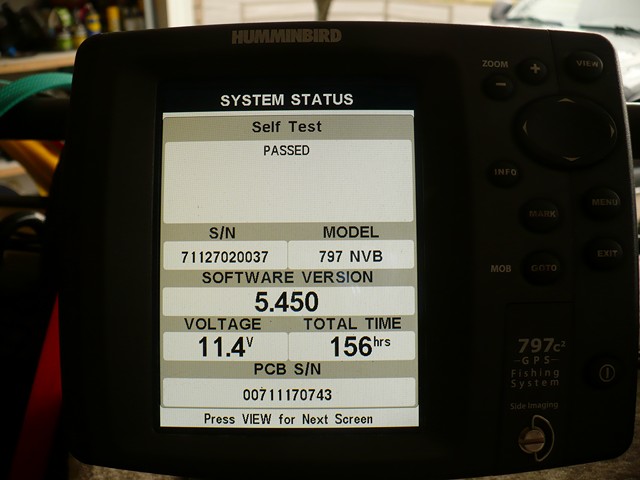 HUMMINBIRD
SYSTEM STATUS
Self Test
PASSED
S/N MODEL
71127020037 797 NVB
SOFTWARE VERSION
5.450
VOLTAGE TOTAL TIME
11.4V 156hrs
PCB S/N
00711170743
Press VIEW for Next Screen
ZOOM + VIEW
-
INFO
MARK MENU
MOB GOTO EXIT
797c²
-GPS-
Fishing
System
Side Imaging